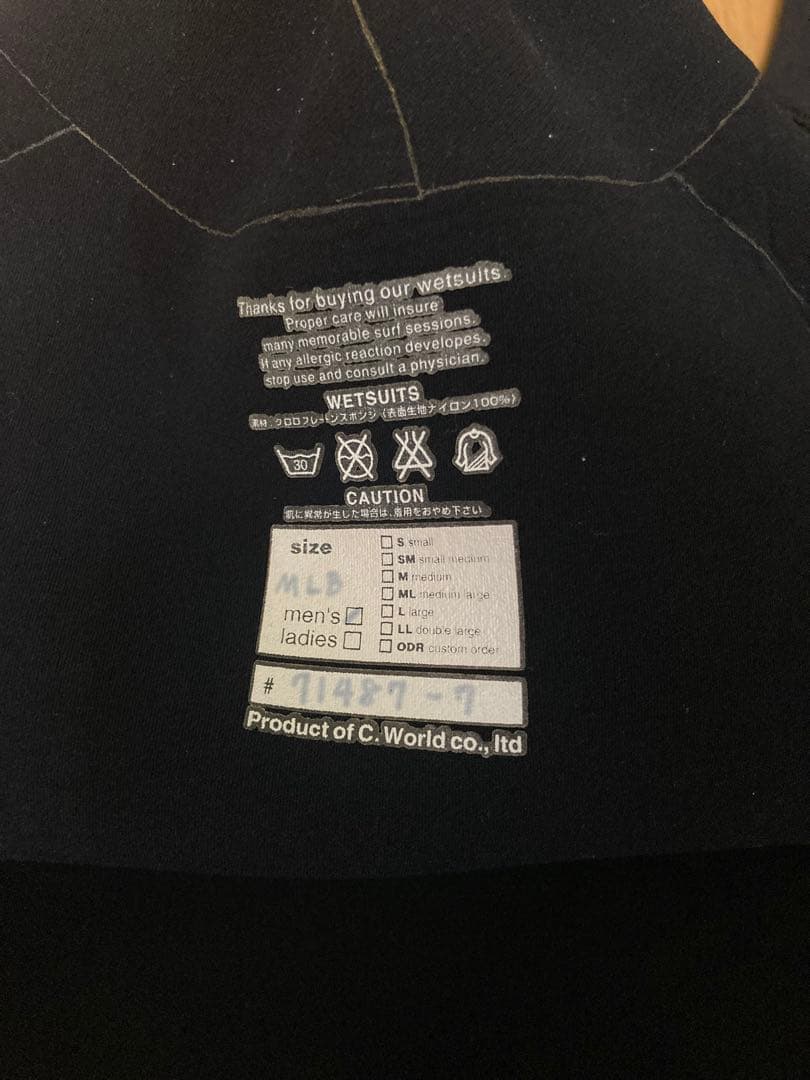 Thanks for buying our wetsuits.
Proper care will insure
many memorable surf sessions.
If any allergic reaction developes,
stop use and consult a physician.
WETSUITS
素材:クロロプレーンスポンジ (表面生地ナイロン100%)
30
CAUTION
肌に異常が生じた場合は、着用をおやめ下さい
size
MLB
men's
ladies
S small
SM small medium
M medium
ML medium large
L large
LL double large
ODR custom order
# 71487-7
Product of C. World co., ltd